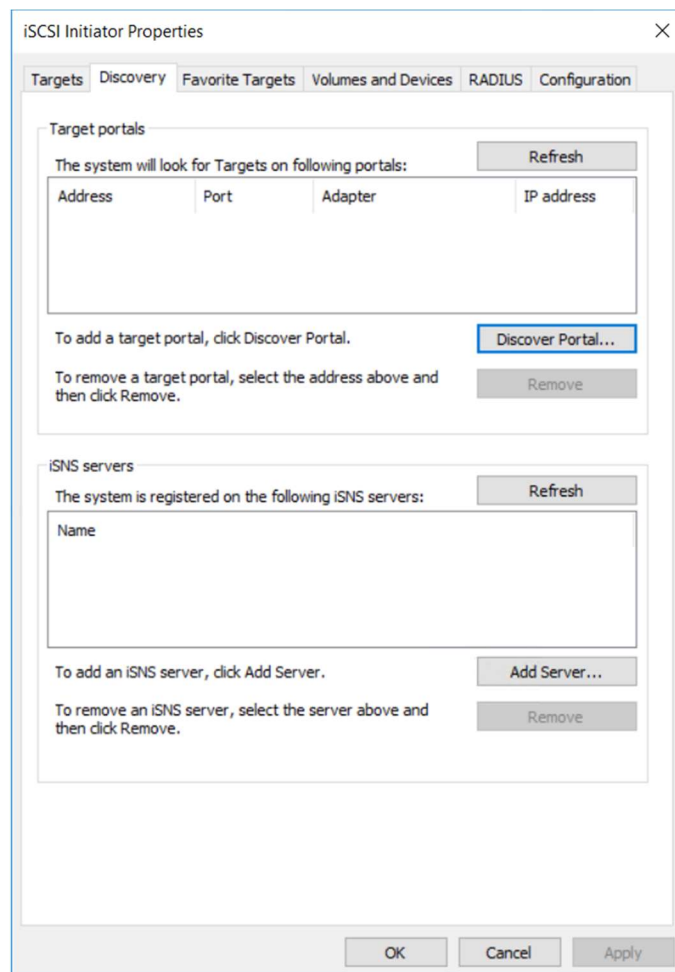 iSCSI Initiator Properties
Targets Discovery Favorite Targets Volumes and Devices RADIUS Configuration
Target portals
The system will look for Targets on following portals:
Refresh
Address Port Adapter IP address
To add a target portal, click Discover Portal.
Discover Portal...
To remove a target portal, select the address above and
then click Remove.
Remove
iSNS servers
The system is registered on the following iSNS servers:
Refresh
Name
To add an iSNS server, click Add Server.
Add Server...
To remove an iSNS server, select the server above and
then click Remove.
Remove
OK Cancel Apply